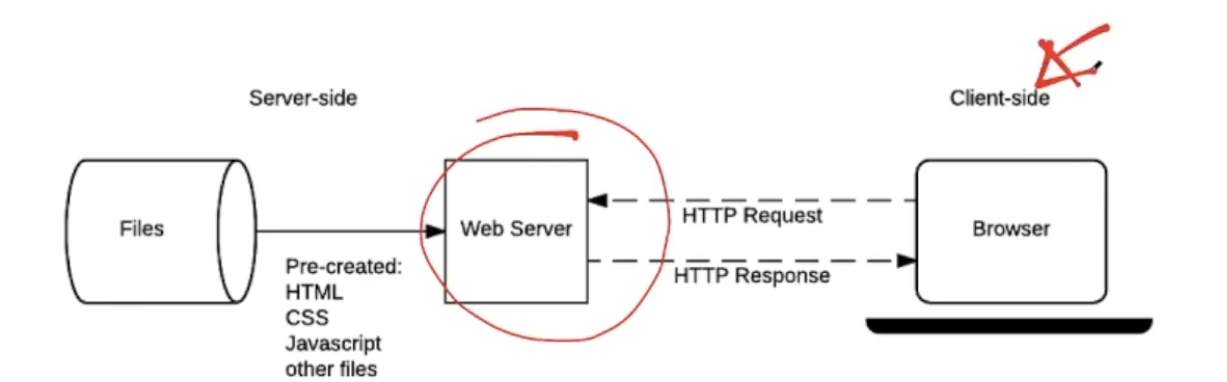 Server-side
Client-side
Files
Web Server
Browser
HTTP Request
HTTP Response
Pre-created:
HTML
CSS
Javascript
other files